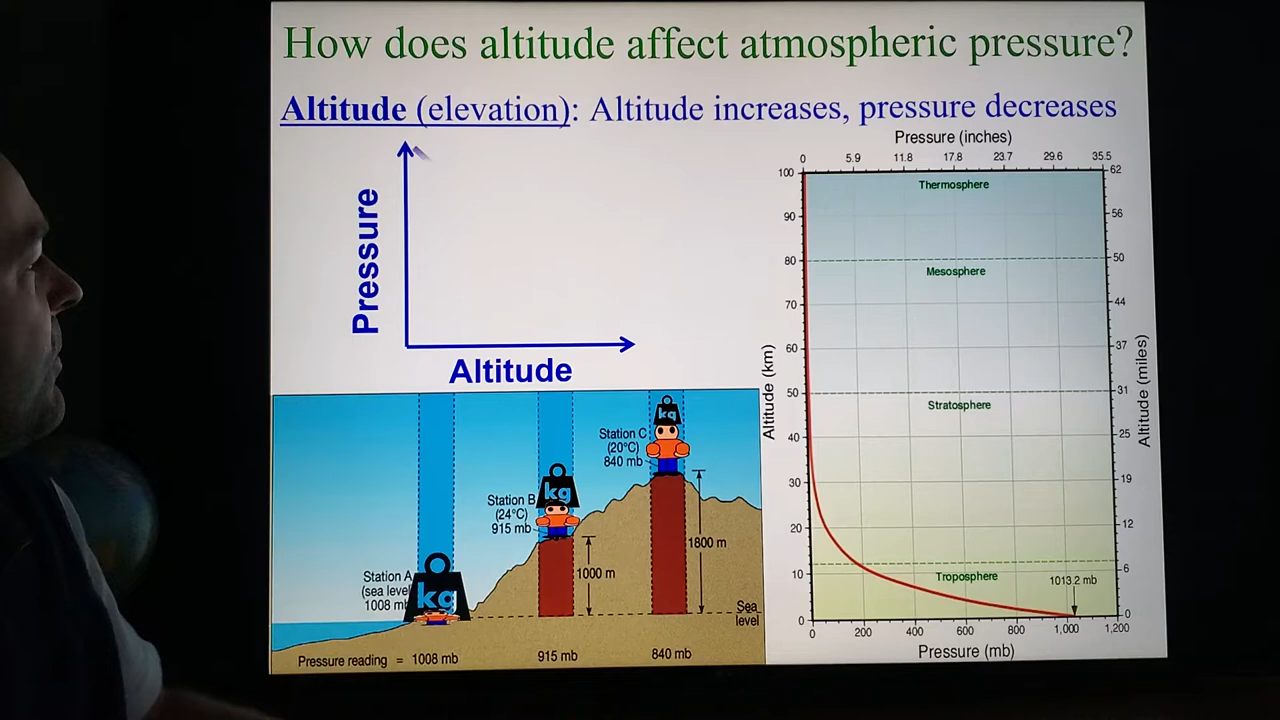 How does altitude affect atmospheric pressure?
Altitude (elevation): Altitude increases, pressure decreases
Pressure
Altitude
Station A
(sea level
1008 mb
kg
Station B
(24°C)
915 mb
kg
1000 m
Station C
(20°C)
840 mb
kg
1800 m
Sea
level
Pressure reading = 1008 mb 915 mb 840 mb
Pressure (inches)
0 5.9 11.8 17.8 23.7 29.6 35.5
100 62
Thermosphere
90 56
80 50
Mesosphere
70 44
60 37
50 31
Stratosphere
40 25
30 19
20 12
6
10
Troposphere
1013.2 mb
0 0
Altitude (km)
Altitude (miles)
0 200 400 600 800 1,000 1,200
Pressure (mb)